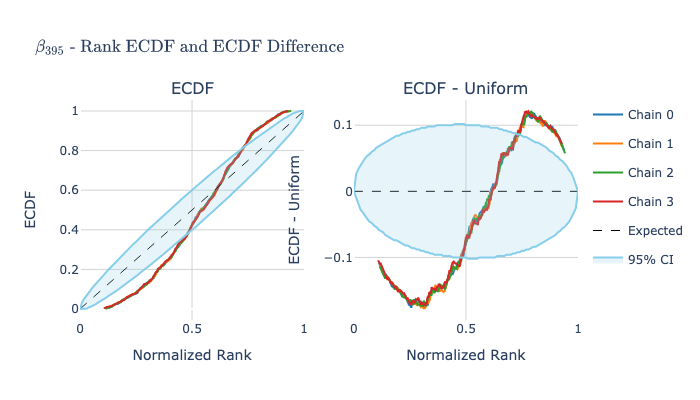 β₃₉₅ - Rank ECDF and ECDF Difference
ECDF
ECDF
1
0.8
0.6
0.4
0.2
0
0
0.5
1
Normalized Rank
ECDF - Uniform
ECDF - Uniform
0.1
0
−0.1
0
0.5
1
Normalized Rank
Chain 0
Chain 1
Chain 2
Chain 3
Expected
95% CI